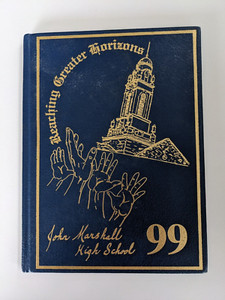 Reaching Greater Horizons
John Marshall
High School
99